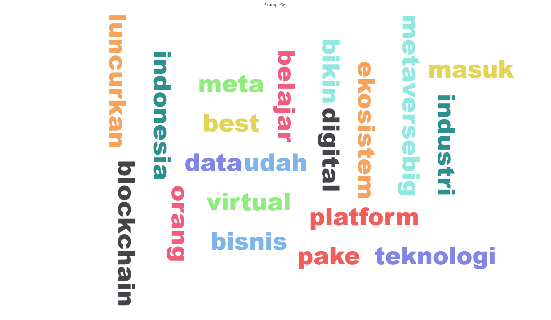 ExampleSet
luncurkan
indonesia
meta
belajar
bikin
ekosistem
metaversebig
masuk
best
digital
industri
data
udah
blockchain
orang
virtual
platform
bisnis
pake
teknologi